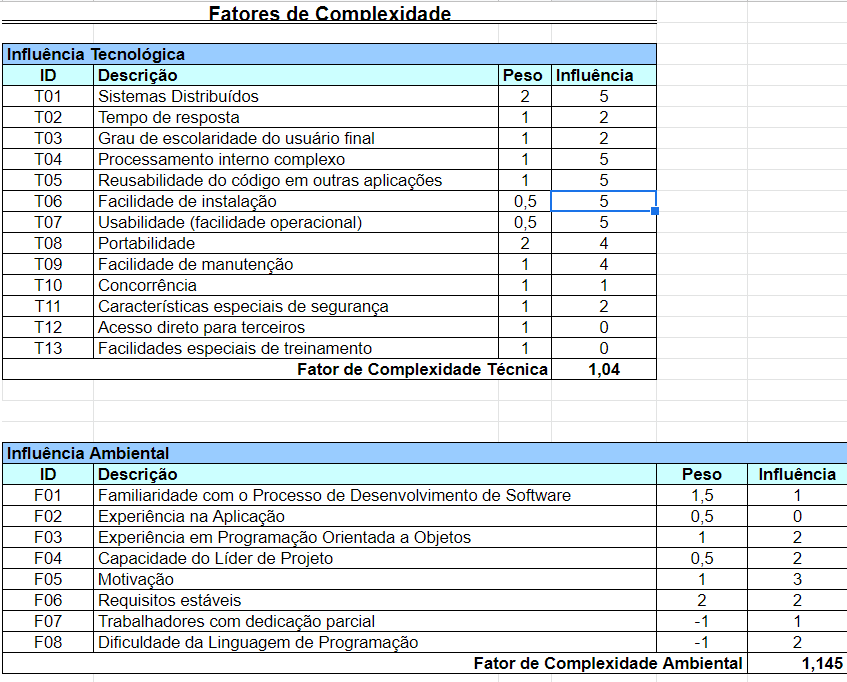 Fatores de Complexidade
Influência Tecnológica
ID Descrição Peso Influência
T01 Sistemas Distribuídos 2 5
T02 Tempo de resposta 1 2
T03 Grau de escolaridade do usuário final 1 2
T04 Processamento interno complexo 1 5
T05 Reusabilidade do código em outras aplicações 1 5
T06 Facilidade de instalação 0,5 5
T07 Usabilidade (facilidade operacional) 0,5 5
T08 Portabilidade 2 4
T09 Facilidade de manutenção 1 4
T10 Concorrência 1 1
T11 Características especiais de segurança 1 2
T12 Acesso direto para terceiros 1 0
T13 Facilidades especiais de treinamento 1 0
Fator de Complexidade Técnica 1,04
Influência Ambiental
ID Descrição Peso Influência
F01 Familiaridade com o Processo de Desenvolvimento de Software 1,5 1
F02 Experiência na Aplicação 0,5 0
F03 Experiência em Programação Orientada a Objetos 1 2
F04 Capacidade do Líder de Projeto 0,5 2
F05 Motivação 1 3
F06 Requisitos estáveis 2 2
F07 Trabalhadores com dedicação parcial -1 1
F08 Dificuldade da Linguagem de Programação -1 2
Fator de Complexidade Ambiental 1,145